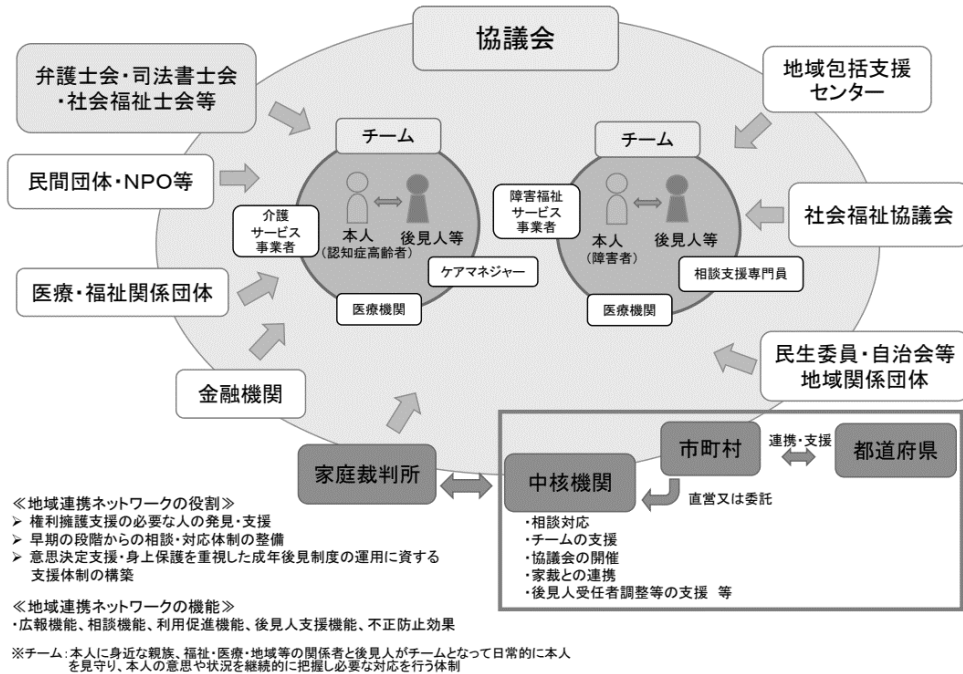 協議会
弁護士会・司法書士会
・社会福祉士会等
地域包括支援
センター
民間団体・NPO等
社会福祉協議会
医療・福祉関係団体
民生委員・自治会等
地域関係団体
金融機関
チーム
介護
サービス
事業者
本人
(認知症高齢者)
後見人等
ケアマネジャー
医療機関
チーム
障害福祉
サービス
事業者
本人
(障害者)
後見人等
相談支援専門員
医療機関
家庭裁判所
中核機関
市町村
連携・支援
都道府県
直営又は委託
・相談対応
・チームの支援
・協議会の開催
・家裁との連携
・後見人受任者調整等の支援 等
≪地域連携ネットワークの役割≫
➢ 権利擁護支援の必要な人の発見・支援
➢ 早期の段階からの相談・対応体制の整備
➢ 意思決定支援・身上保護を重視した成年後見制度の運用に資する
支援体制の構築
≪地域連携ネットワークの機能≫
・広報機能、相談機能、利用促進機能、後見人支援機能、不正防止効果
※チーム：本人に身近な親族、福祉・医療・地域等の関係者と後見人がチームとなって日常的に本人
を見守り、本人の意思や状況を継続的に把握し必要な対応を行う体制